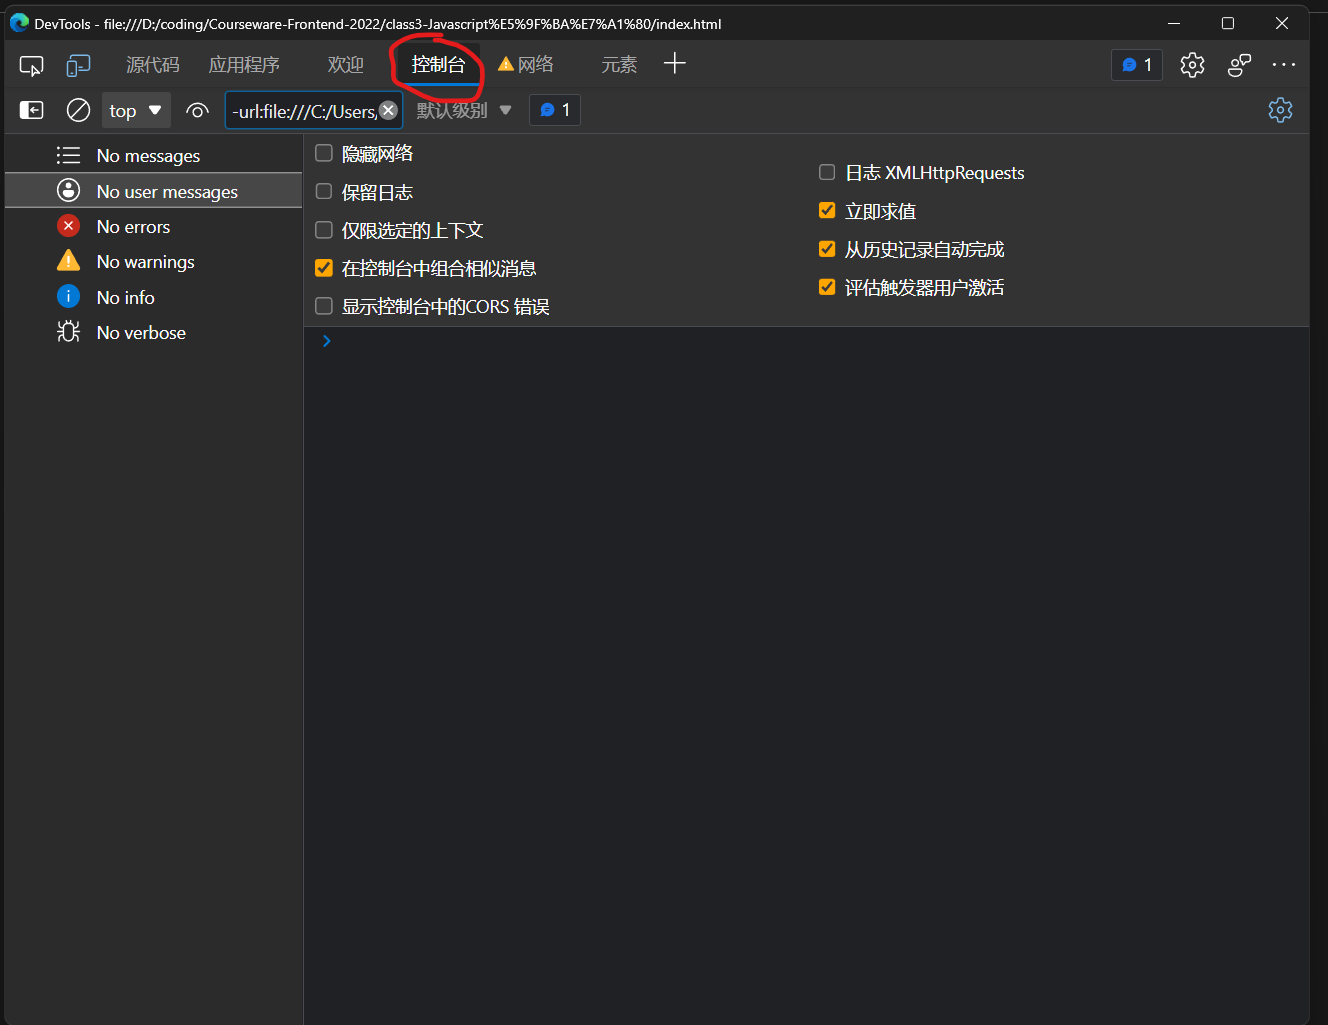 DevTools - file:///D:/coding/Courseware-Frontend-2022/class3-Javascript%E5%9F%BA%E7%A1%80/index.html
源代码 应用程序 欢迎 控制台 网络 元素 1
top -url:file:///C:/Users/ 默认级别 1
No messages
No user messages
No errors
No warnings
No info
No verbose
隐藏网络
保留日志
仅限选定的上下文
在控制台中组合相似消息
显示控制台中的CORS 错误
日志 XMLHttpRequests
立即求值
从历史记录自动完成
评估触发器用户激活